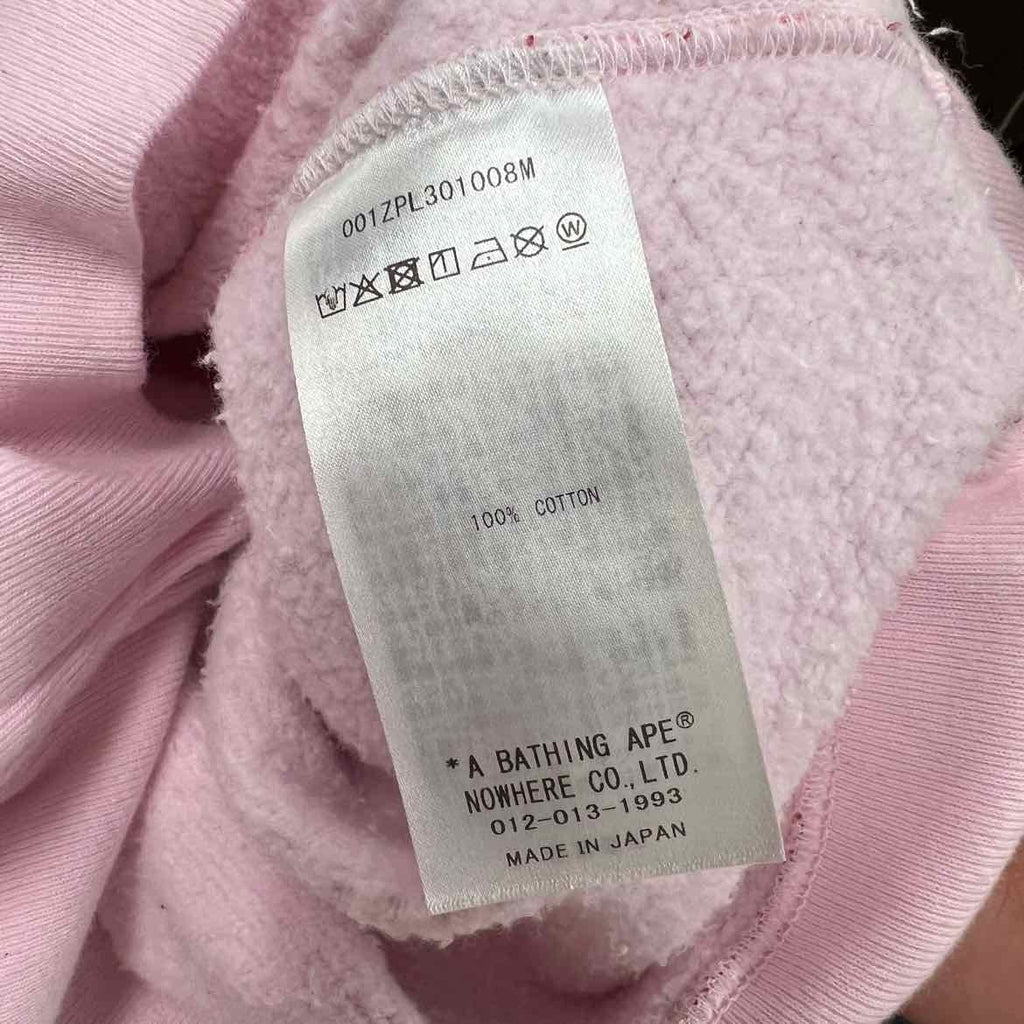 001ZPL301008M
W
100% COTTON
*A BATHING APE®
NOWHERE CO.,LTD.
012-013-1993
MADE IN JAPAN